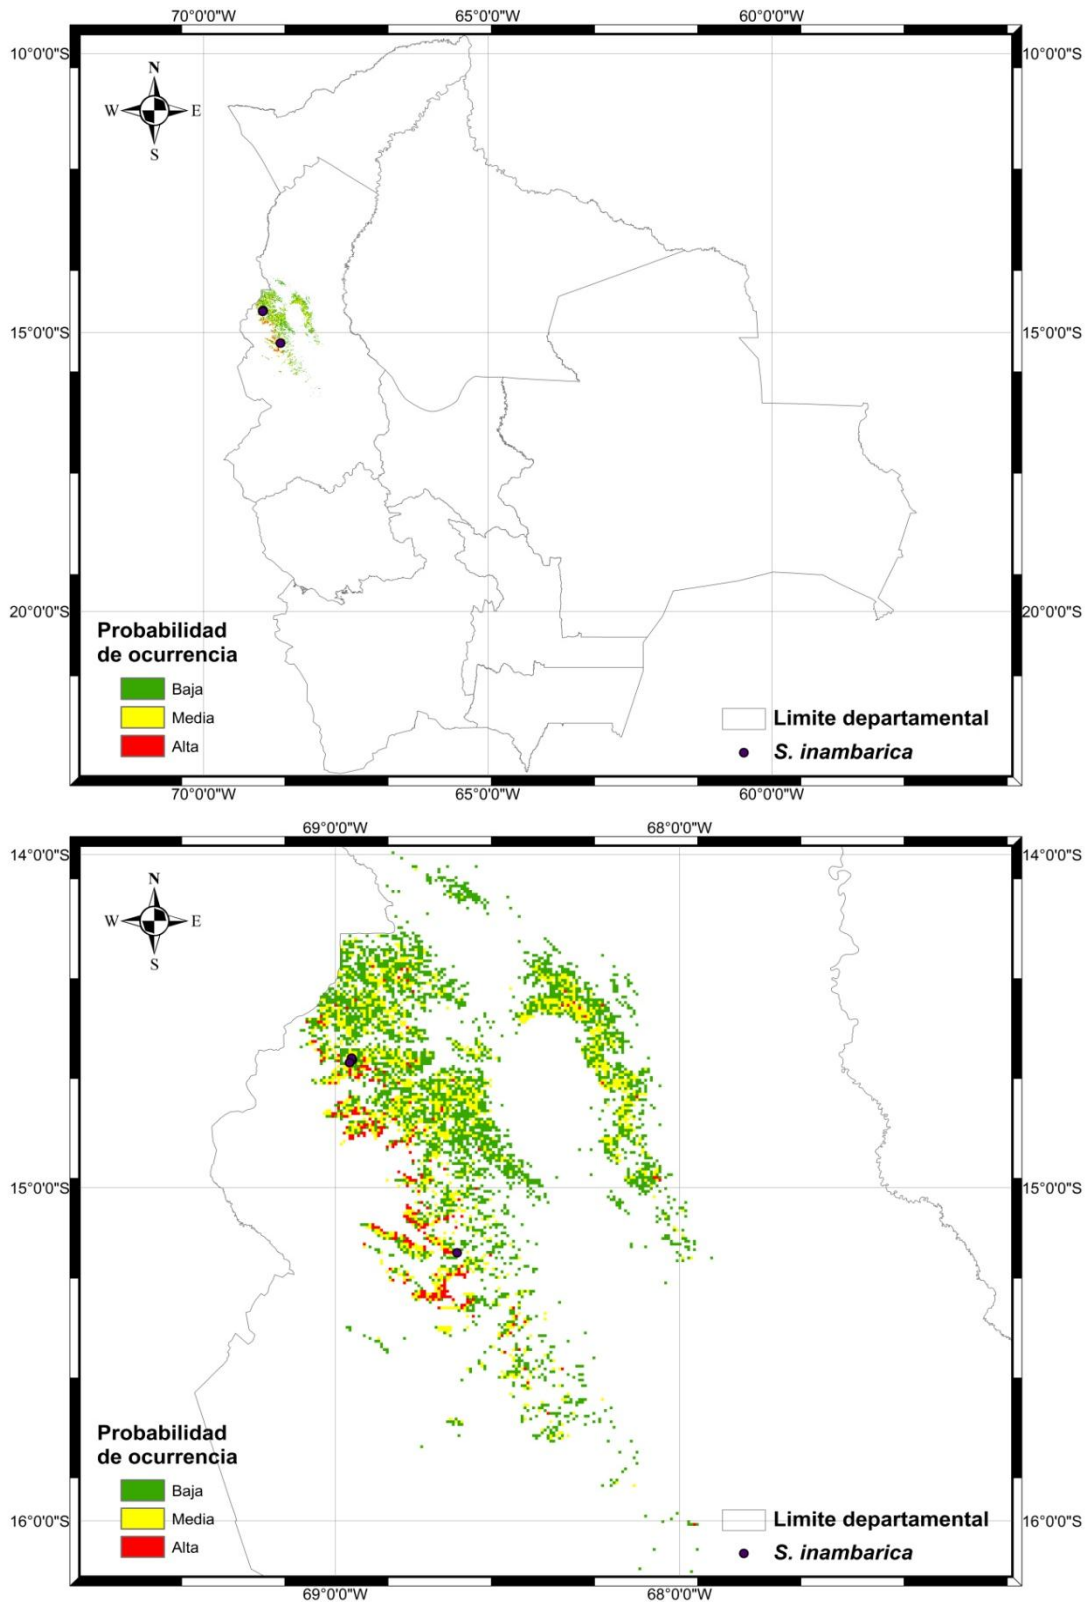 70°0'0"W 65°0'0"W 60°0'0"W
10°0'0"S 10°0'0"S
N
W E
S
15°0'0"S 15°0'0"S
20°0'0"S 20°0'0"S
Probabilidad
de ocurrencia
Baja
Media
Alta
Limite departamental
S. inambarica
70°0'0"W 65°0'0"W 60°0'0"W
69°0'0"W 68°0'0"W
14°0'0"S 14°0'0"S
N
W E
S
15°0'0"S 15°0'0"S
Probabilidad
de ocurrencia
Baja
Media
Alta
16°0'0"S 16°0'0"S
Limite departamental
S. inambarica
69°0'0"W 68°0'0"W